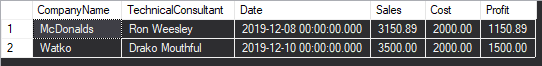 CompanyName TechnicalConsultant Date Sales Cost Profit
1 McDonalds Ron Weesley 2019-12-08 00:00:00.000 3150.89 2000.00 1150.89
2 Watko Drako Mouthful 2019-12-10 00:00:00.000 3500.00 2000.00 1500.00